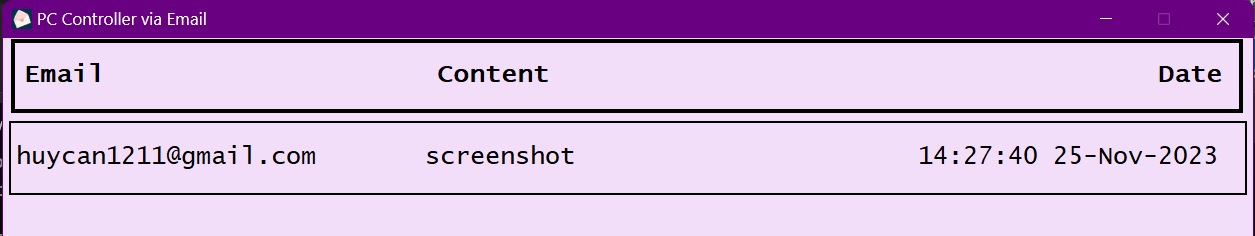 PC Controller via Email
Email Content Date
huycan1211@gmail.com screenshot 14:27:40 25-Nov-2023